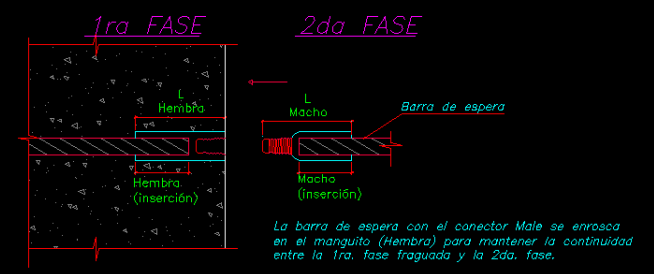 1ra FASE
2da FASE
L
Hembra
L
Macho
Barra de espera
Hembra
(inserción)
Macho
(inserción)
La barra de espera con el conector Male se enrosca
en el manguito (Hembra) para mantener la continuidad
entre la 1ra. fase fraguada y la 2da. fase.